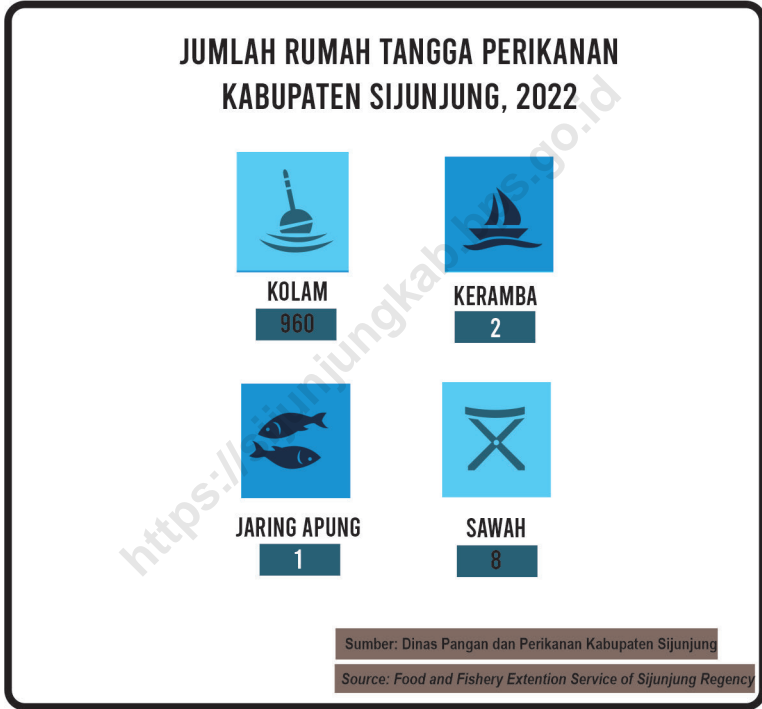 JUMLAH RUMAH TANGGA PERIKANAN
KABUPATEN SIJUNJUNG, 2022
KOLAM
960
KERAMBA
2
JARING APUNG
1
SAWAH
8
Sumber: Dinas Pangan dan Perikanan Kabupaten Sijunjung
Source: Food and Fishery Extention Service of Sijunjung Regency
https://sijunjungkab.bps.go.id